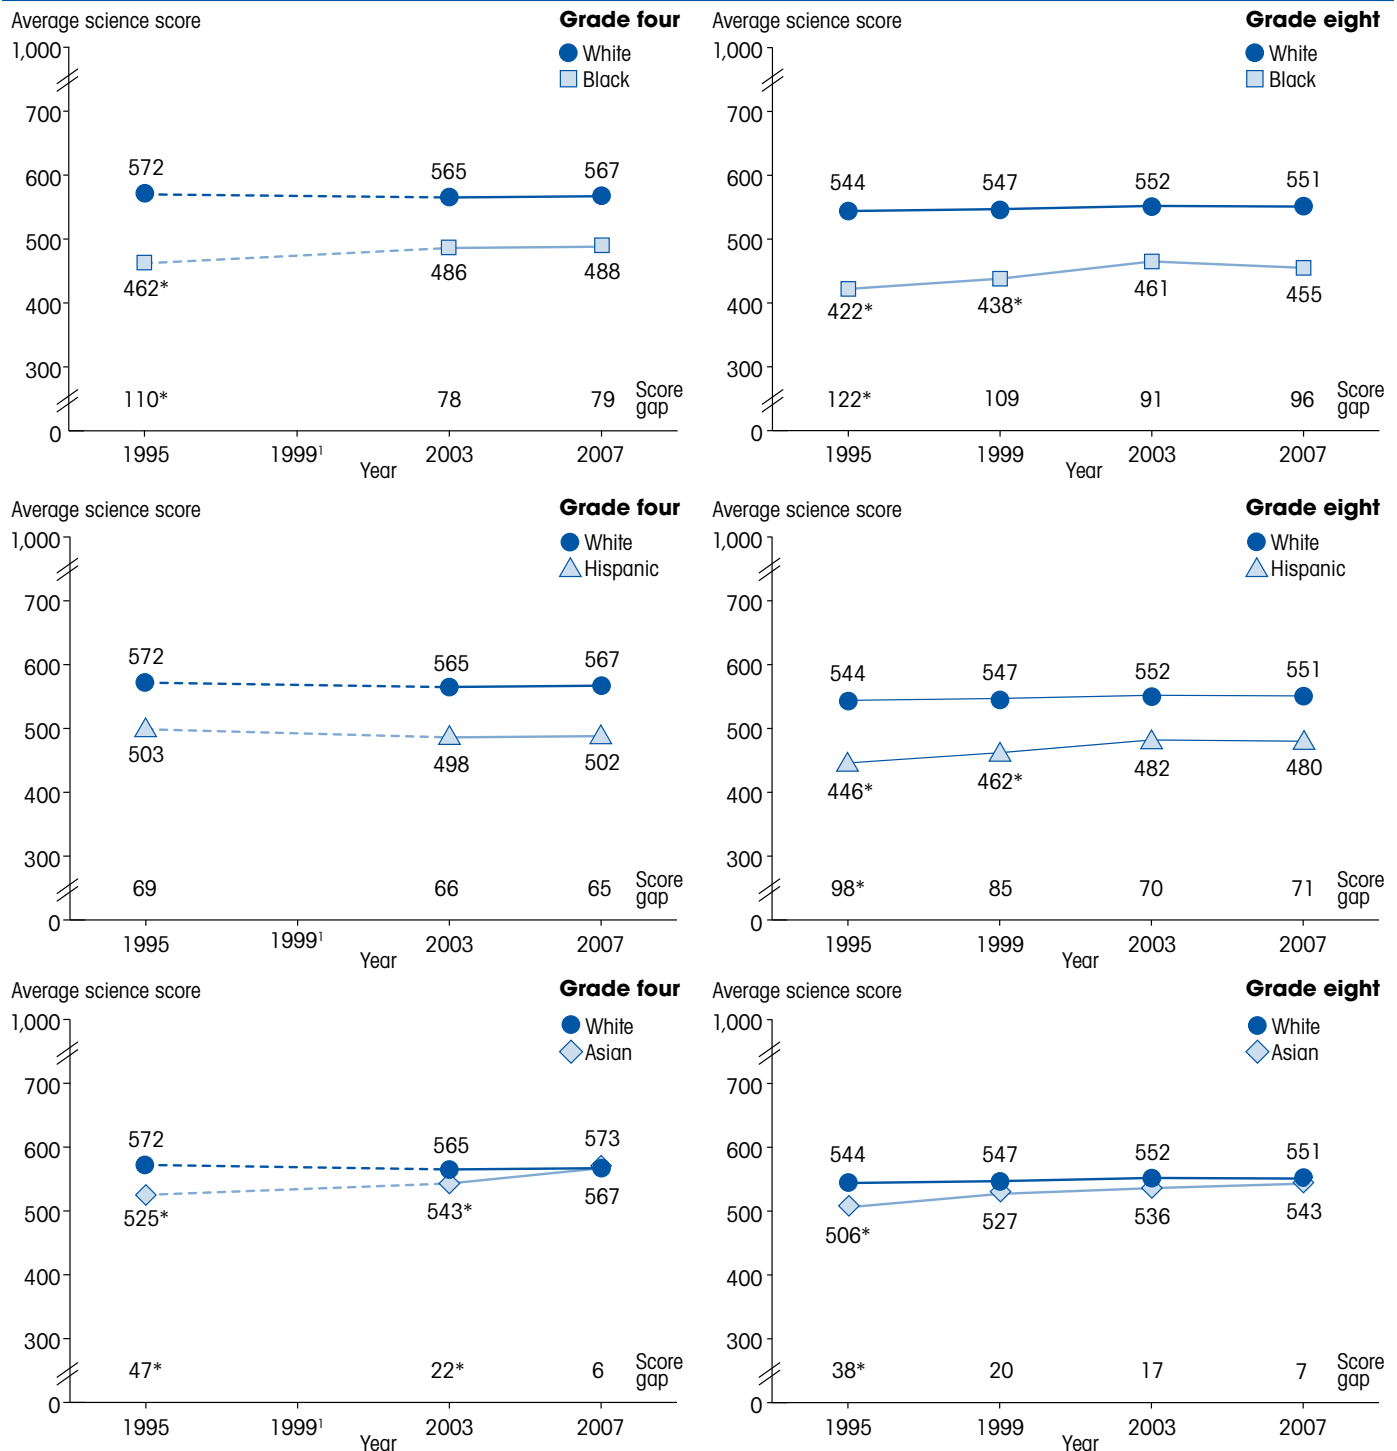 Average science score Grade four
1,000
White
Black
700
572 565 567
600
500
462* 486 488
400
300
110* 78 79 Score gap
0
1995 1999¹ 2003 2007
Year
Average science score Grade eight
1,000
White
Black
700
600
544 547 552 551
500
422* 438* 461 455
400
300
122* 109 91 96 Score gap
0
1995 1999 2003 2007
Year
Average science score Grade four
1,000
White
Hispanic
700
572 565 567
600
500
503 498 502
400
300
69 66 65 Score gap
0
1995 1999¹ 2003 2007
Year
Average science score Grade eight
1,000
White
Hispanic
700
600
544 547 552 551
500
446* 462* 482 480
400
300
98* 85 70 71 Score gap
0
1995 1999 2003 2007
Year
Average science score Grade four
1,000
White
Asian
700
572 565 573
600
525* 543* 567
500
400
300
47* 22* 6 Score gap
0
1995 1999¹ 2003 2007
Year
Average science score Grade eight
1,000
White
Asian
700
544 547 552 551
600
506* 527 536 543
500
400
300
38* 20 17 7 Score gap
0
1995 1999 2003 2007
Year